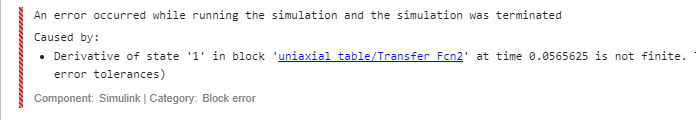 An error occurred while running the simulation and the simulation was terminated
Caused by:
• Derivative of state '1' in block 'uniaxial table/Transfer Fcn2' at time 0.0565625 is not finite.
error tolerances)
Component: Simulink | Category: Block error